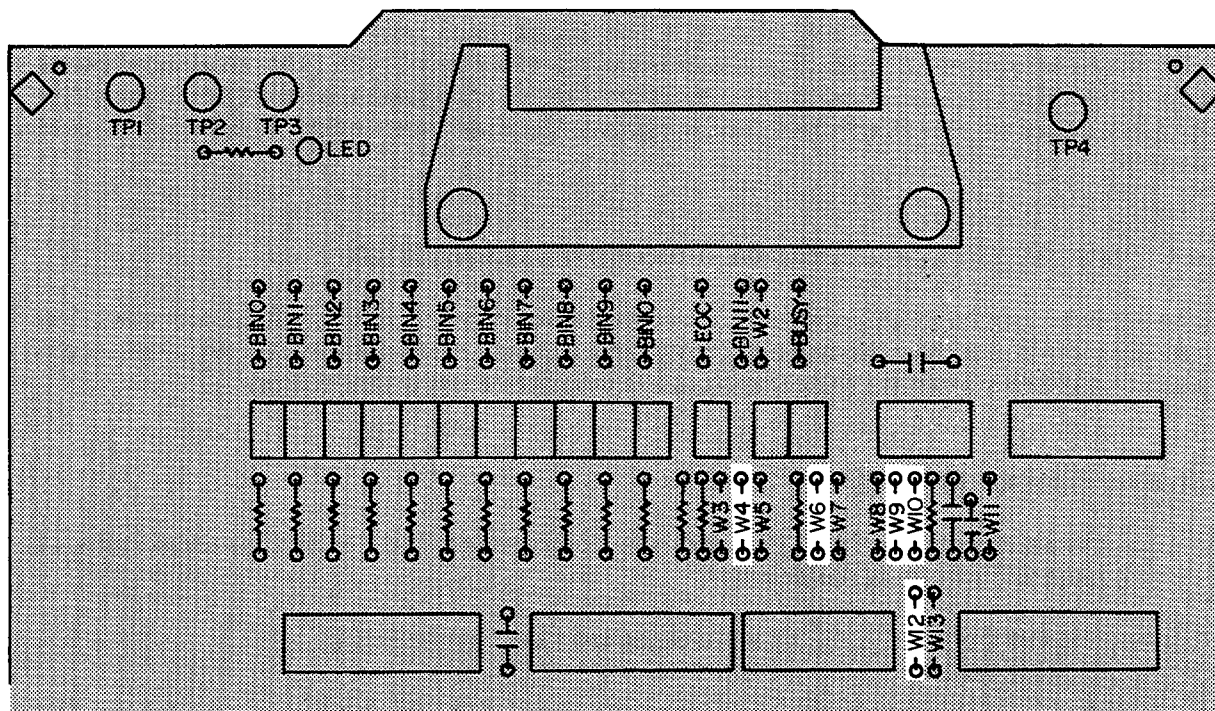 TP1 TP2 TP3
LED
TP4
BIN0 BIN1 BIN2 BIN3 BIN4 BIN5 BIN6 BIN7 BIN8 BIN9 BIN0 EOC BIN11 W2 BUSY
W3 W4 W5 W6 W7 W8 W9 W10 W11
W12 W13